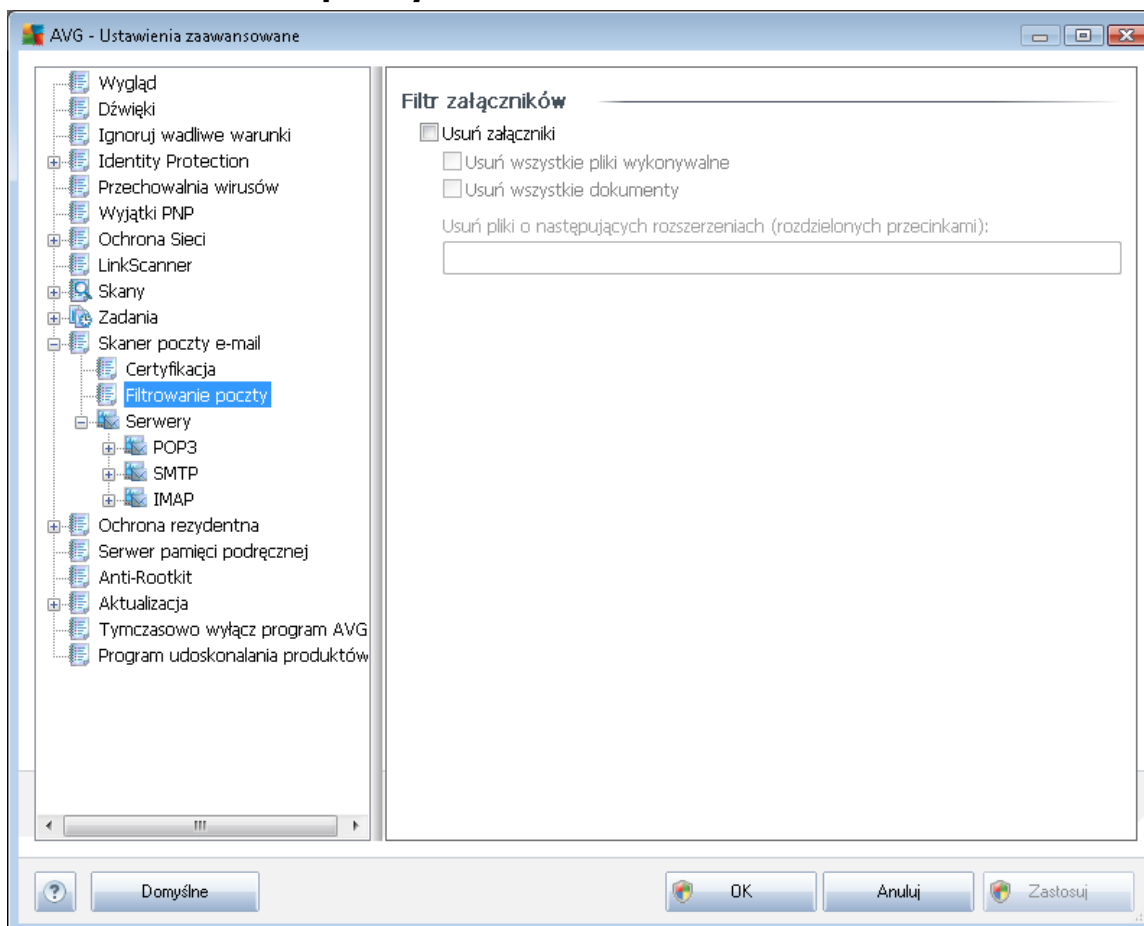 AVG - Ustawienia zaawansowane
Wygląd
Dźwięki
Ignoruj wadliwe warunki
Identity Protection
Przechowalnia wirusów
Wyjątki PNP
Ochrona Sieci
LinkScanner
Skany
Zadania
Skaner poczty e-mail
Certyfikacja
Filtrowanie poczty
Serwery
POP3
SMTP
IMAP
Ochrona rezydentna
Serwer pamięci podręcznej
Anti-Rootkit
Aktualizacja
Tymczasowo wyłącz program AVG
Program udoskonalania produktów
Filtr załączników
Usuń załączniki
Usuń wszystkie pliki wykonywalne
Usuń wszystkie dokumenty
Usuń pliki o następujących rozszerzeniach (rozdzielonych przecinkami):
Domyślne
OK
Anuluj
Zastosuj